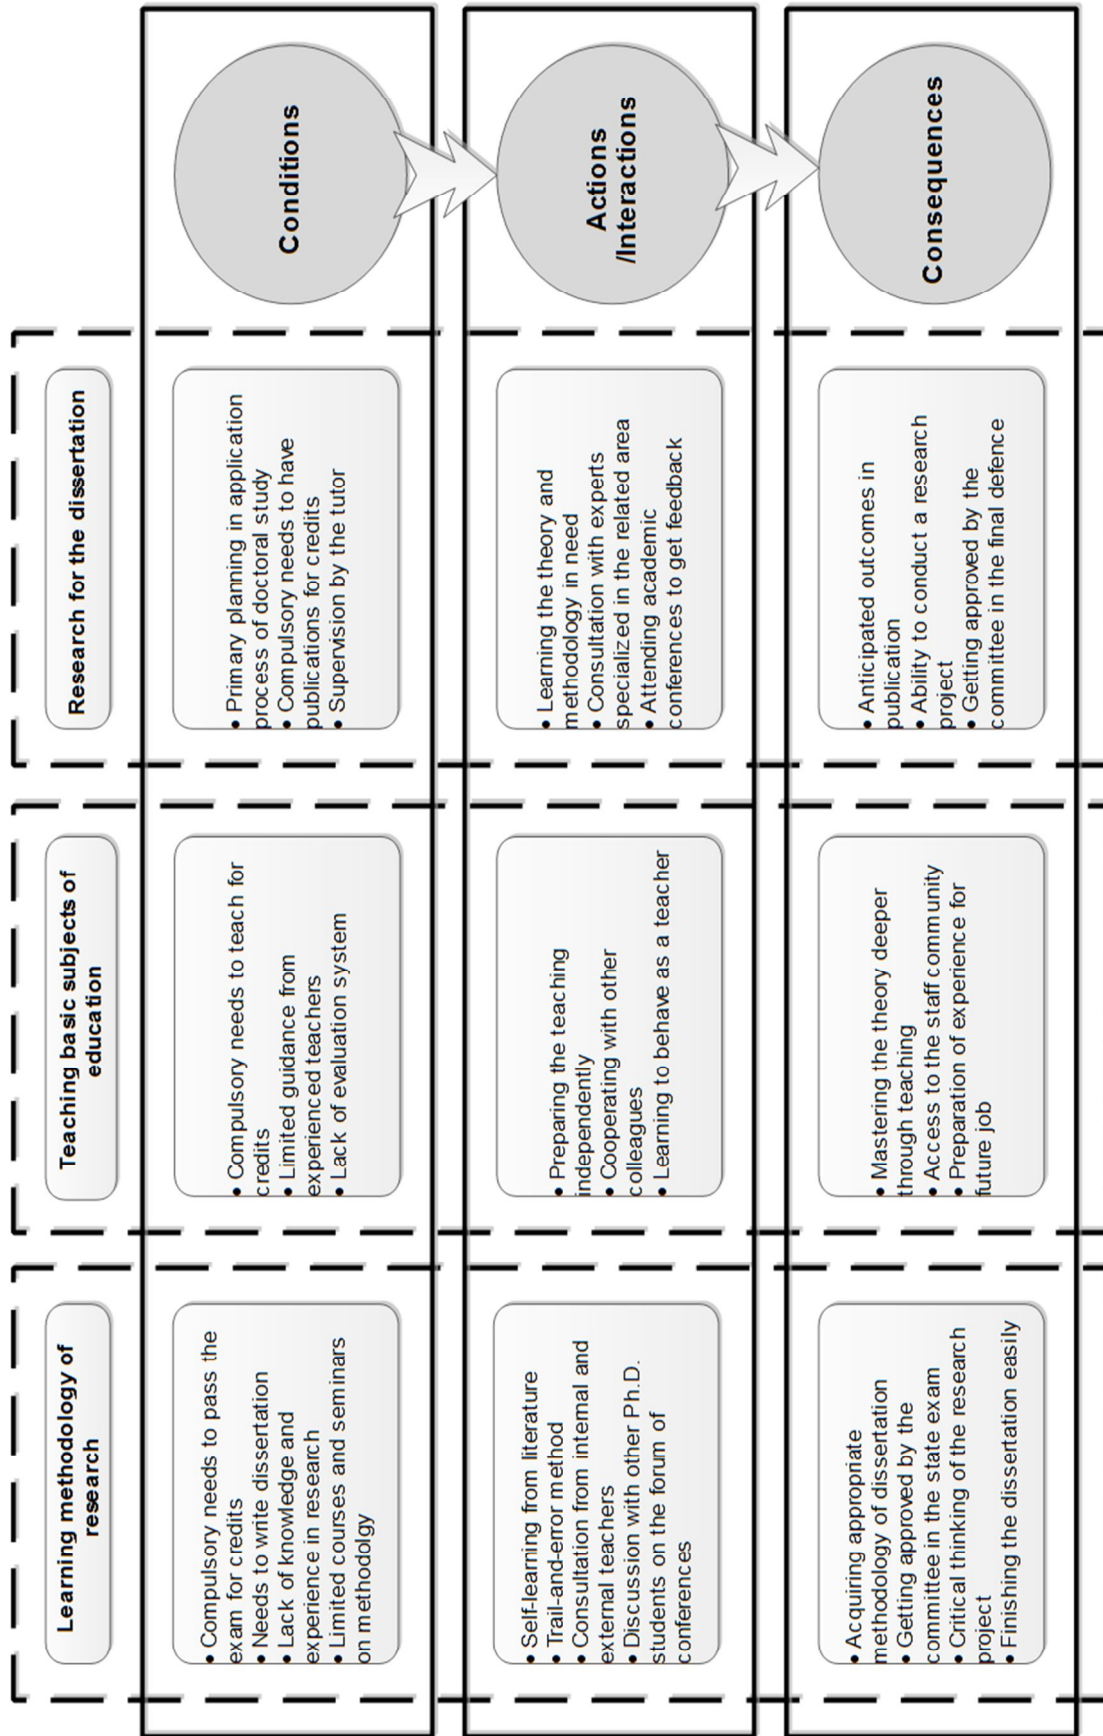 Learning methodology of
research
Teaching basic subjects of
education
Research for the dissertation
• Compulsory needs to pass the
exam for credits
• Needs to write dissertation
• Lack of knowledge and
experience in research
• Limited courses and seminars
on methodolgy
• Compulsory needs to teach for
credits
• Limited guidance from
experienced teachers
• Lack of evaluation system
• Primary planning in application
process of doctoral study
• Compulsory needs to have
publications for credits
• Supervision by the tutor
Conditions
• Self-learning from literature
• Trail-and-error method
• Consultation from internal and
external teachers
• Discussion with other Ph.D.
students on the forum of
conferences
• Preparing the teaching
independently
• Cooperating with other
colleagues
• Learning to behave as a teacher
• Learning the theory and
methodology in need
• Consultation with experts
specialized in the related area
• Attending academic
conferences to get feedback
Actions
/Interactions
• Acquiring appropriate
methodology of dissertation
• Getting approved by the
committee in the state exam
• Critical thinking of the research
project
• Finishing the dissertation easily
• Mastering the theory deeper
through teaching
• Access to the staff community
• Preparation of experience for
future job
• Anticipated outcomes in
publication
• Ability to conduct a research
project
• Getting approved by the
committee in the final defence
Consequences